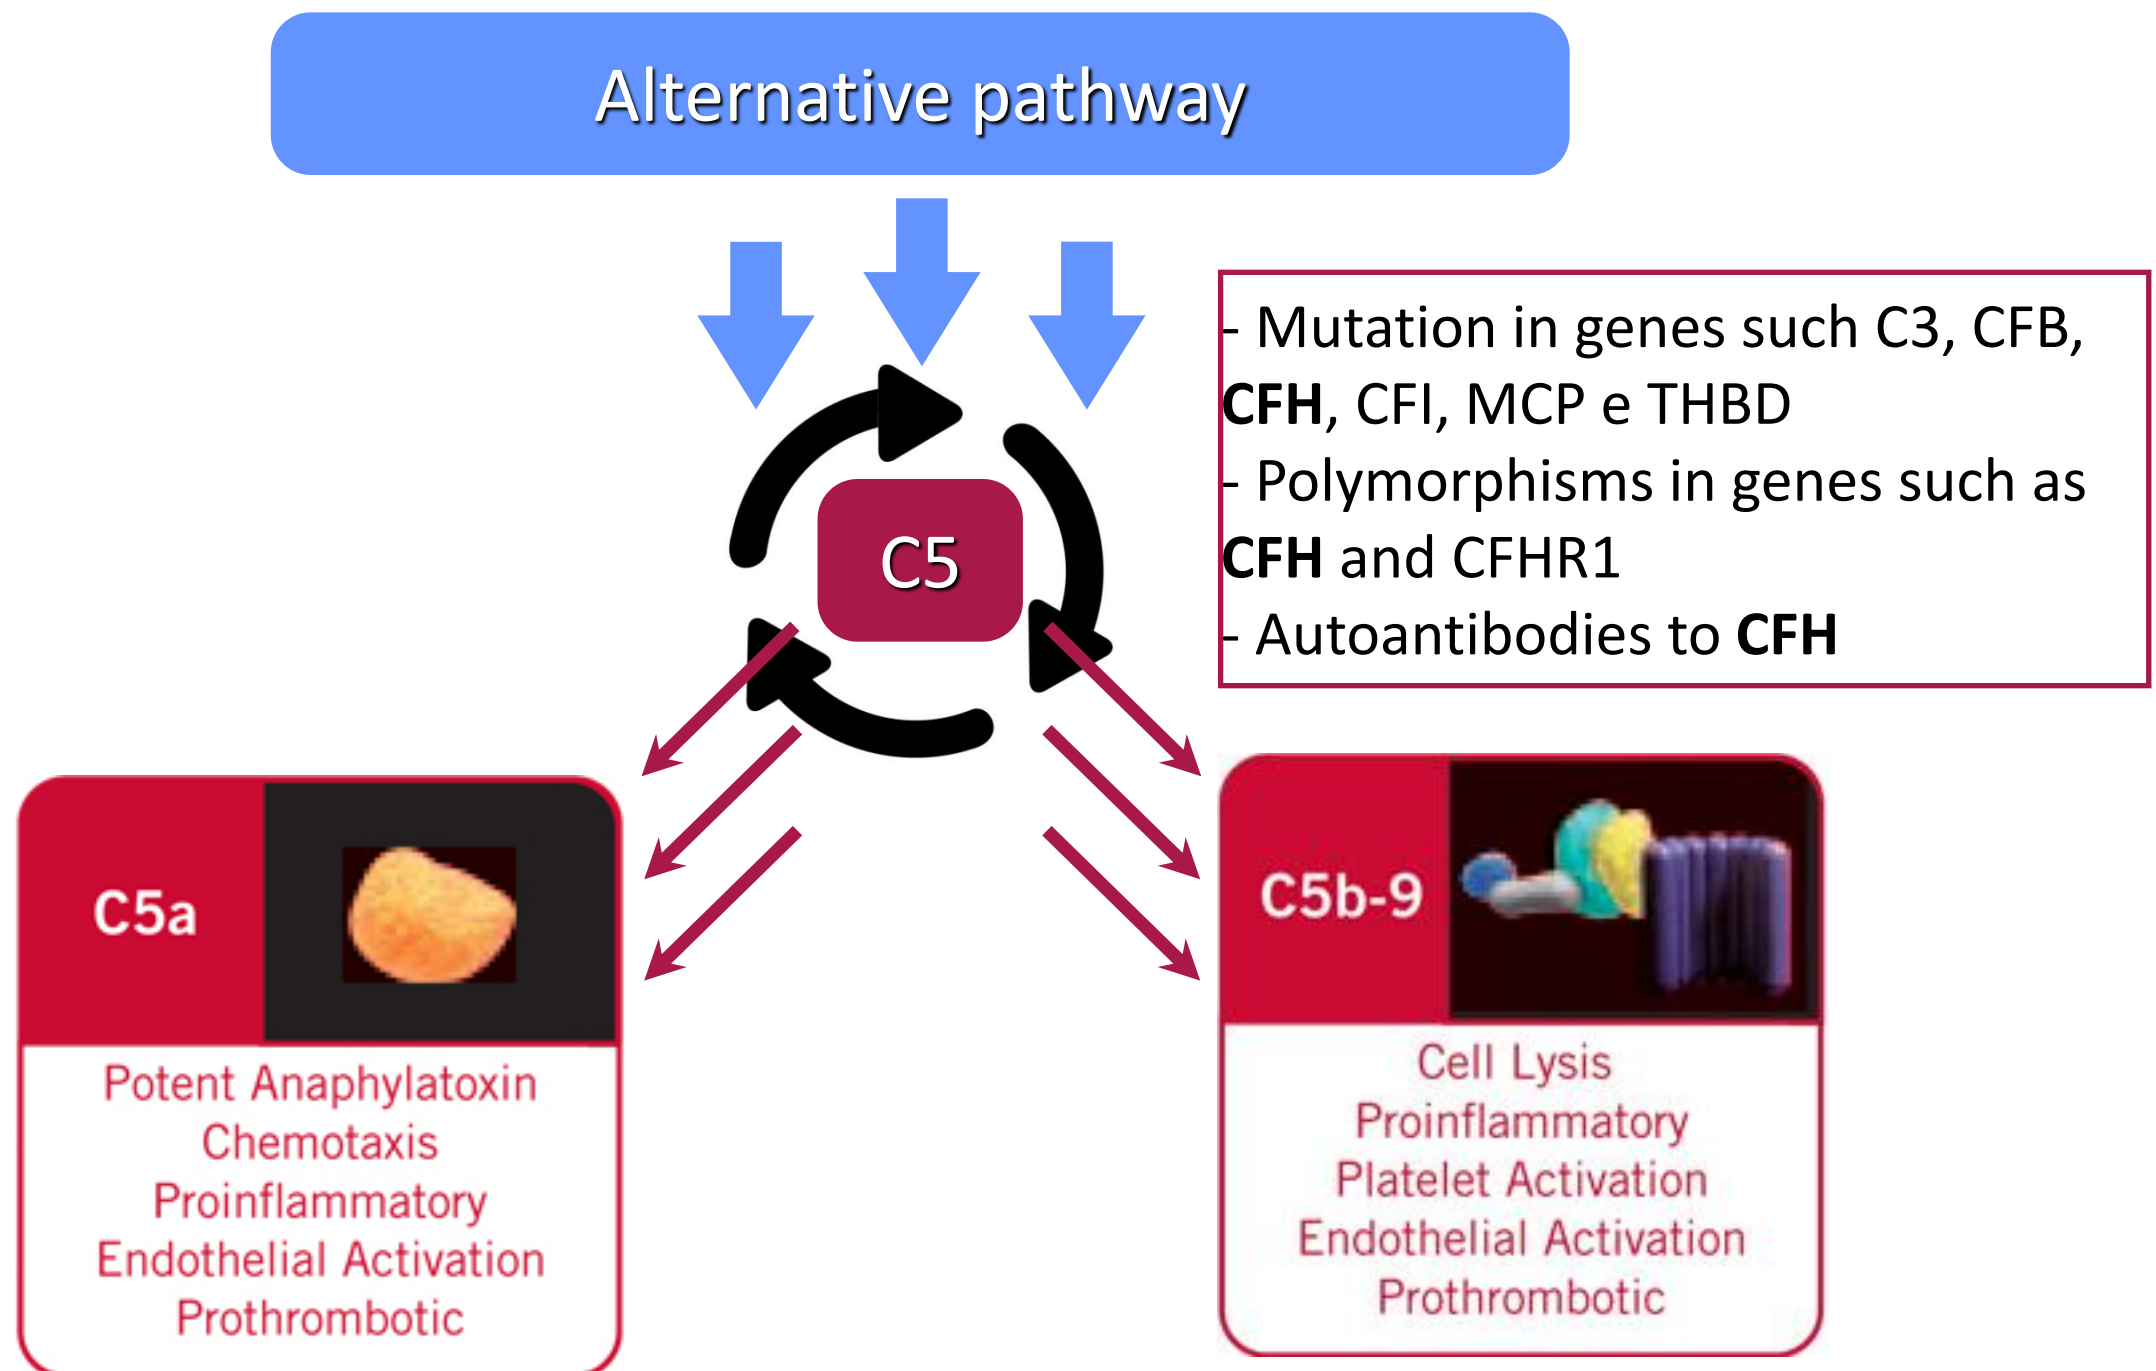 Alternative pathway
- Mutation in genes such C3, CFB,
CFH, CFI, MCP e THBD
- Polymorphisms in genes such as
CFH and CFHR1
- Autoantibodies to CFH
C5
C5a
Potent Anaphylatoxin
Chemotaxis
Proinflammatory
Endothelial Activation
Prothrombotic
C5b-9
Cell Lysis
Proinflammatory
Platelet Activation
Endothelial Activation
Prothrombotic